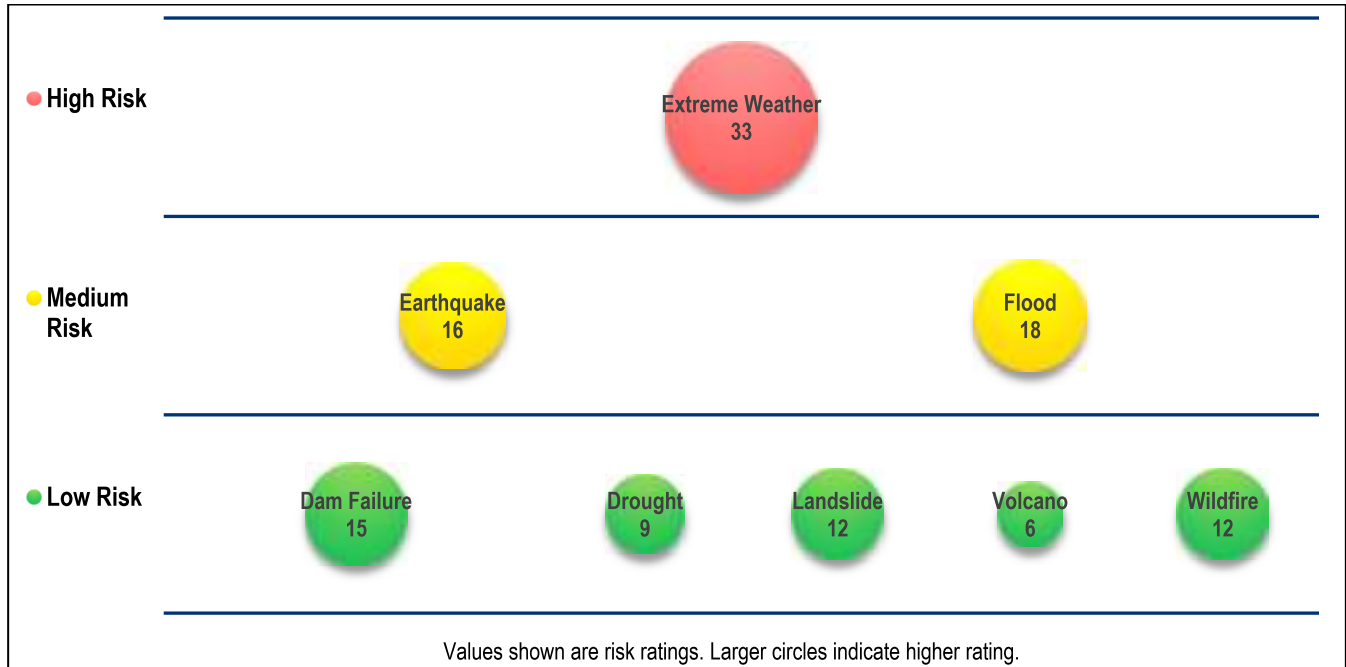 High Risk
Extreme Weather
33
Medium
Risk
Earthquake
16
Flood
18
Low Risk
Dam Failure
15
Drought
9
Landslide
12
Volcano
6
Wildfire
12
Values shown are risk ratings. Larger circles indicate higher rating.